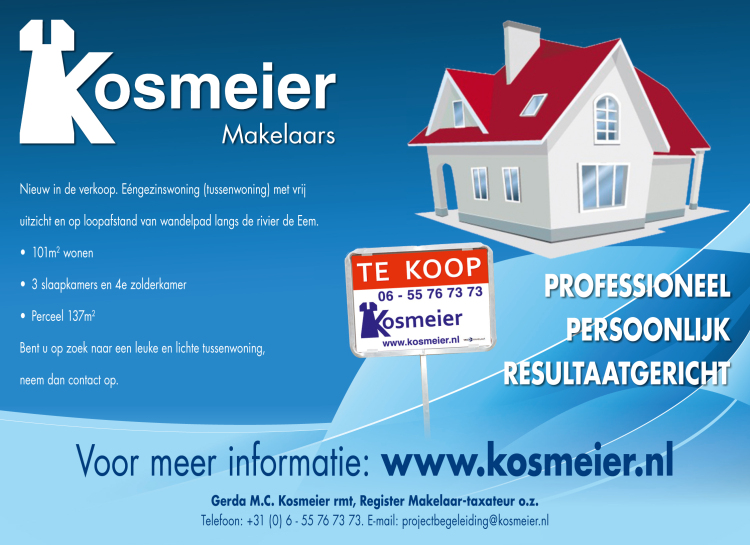 Kosmeier
Makelaars
Nieuw in de verkoop. Eéngezinswoning (tussenwoning) met vrij
uitzicht en op loopafstand van wandelpad langs de rivier de Eem.
• 101m² wonen
• 3 slaapkamers en 4e zolderkamer
• Perceel 137m²
Bent u op zoek naar een leuke en lichte tussenwoning,
neem dan contact op.
TE KOOP
06 - 55 76 73 73
Kosmeier
www.kosmeier.nl
PROFESSIONEEL
PERSOONLIJK
RESULTAATGERICHT
Voor meer informatie: www.kosmeier.nl
Gerda M.C. Kosmeier rmt, Register Makelaar-taxateur o.z.
Telefoon: +31 (0) 6 - 55 76 73 73. E-mail: projectbegeleiding@kosmeier.nl